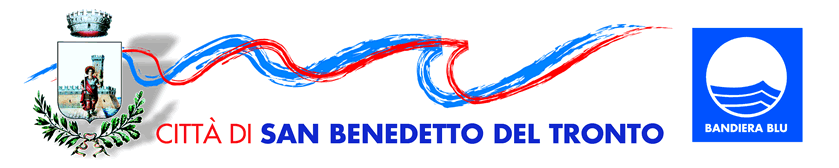 CITTÀ DI SAN BENEDETTO DEL TRONTO
BANDIERA BLU